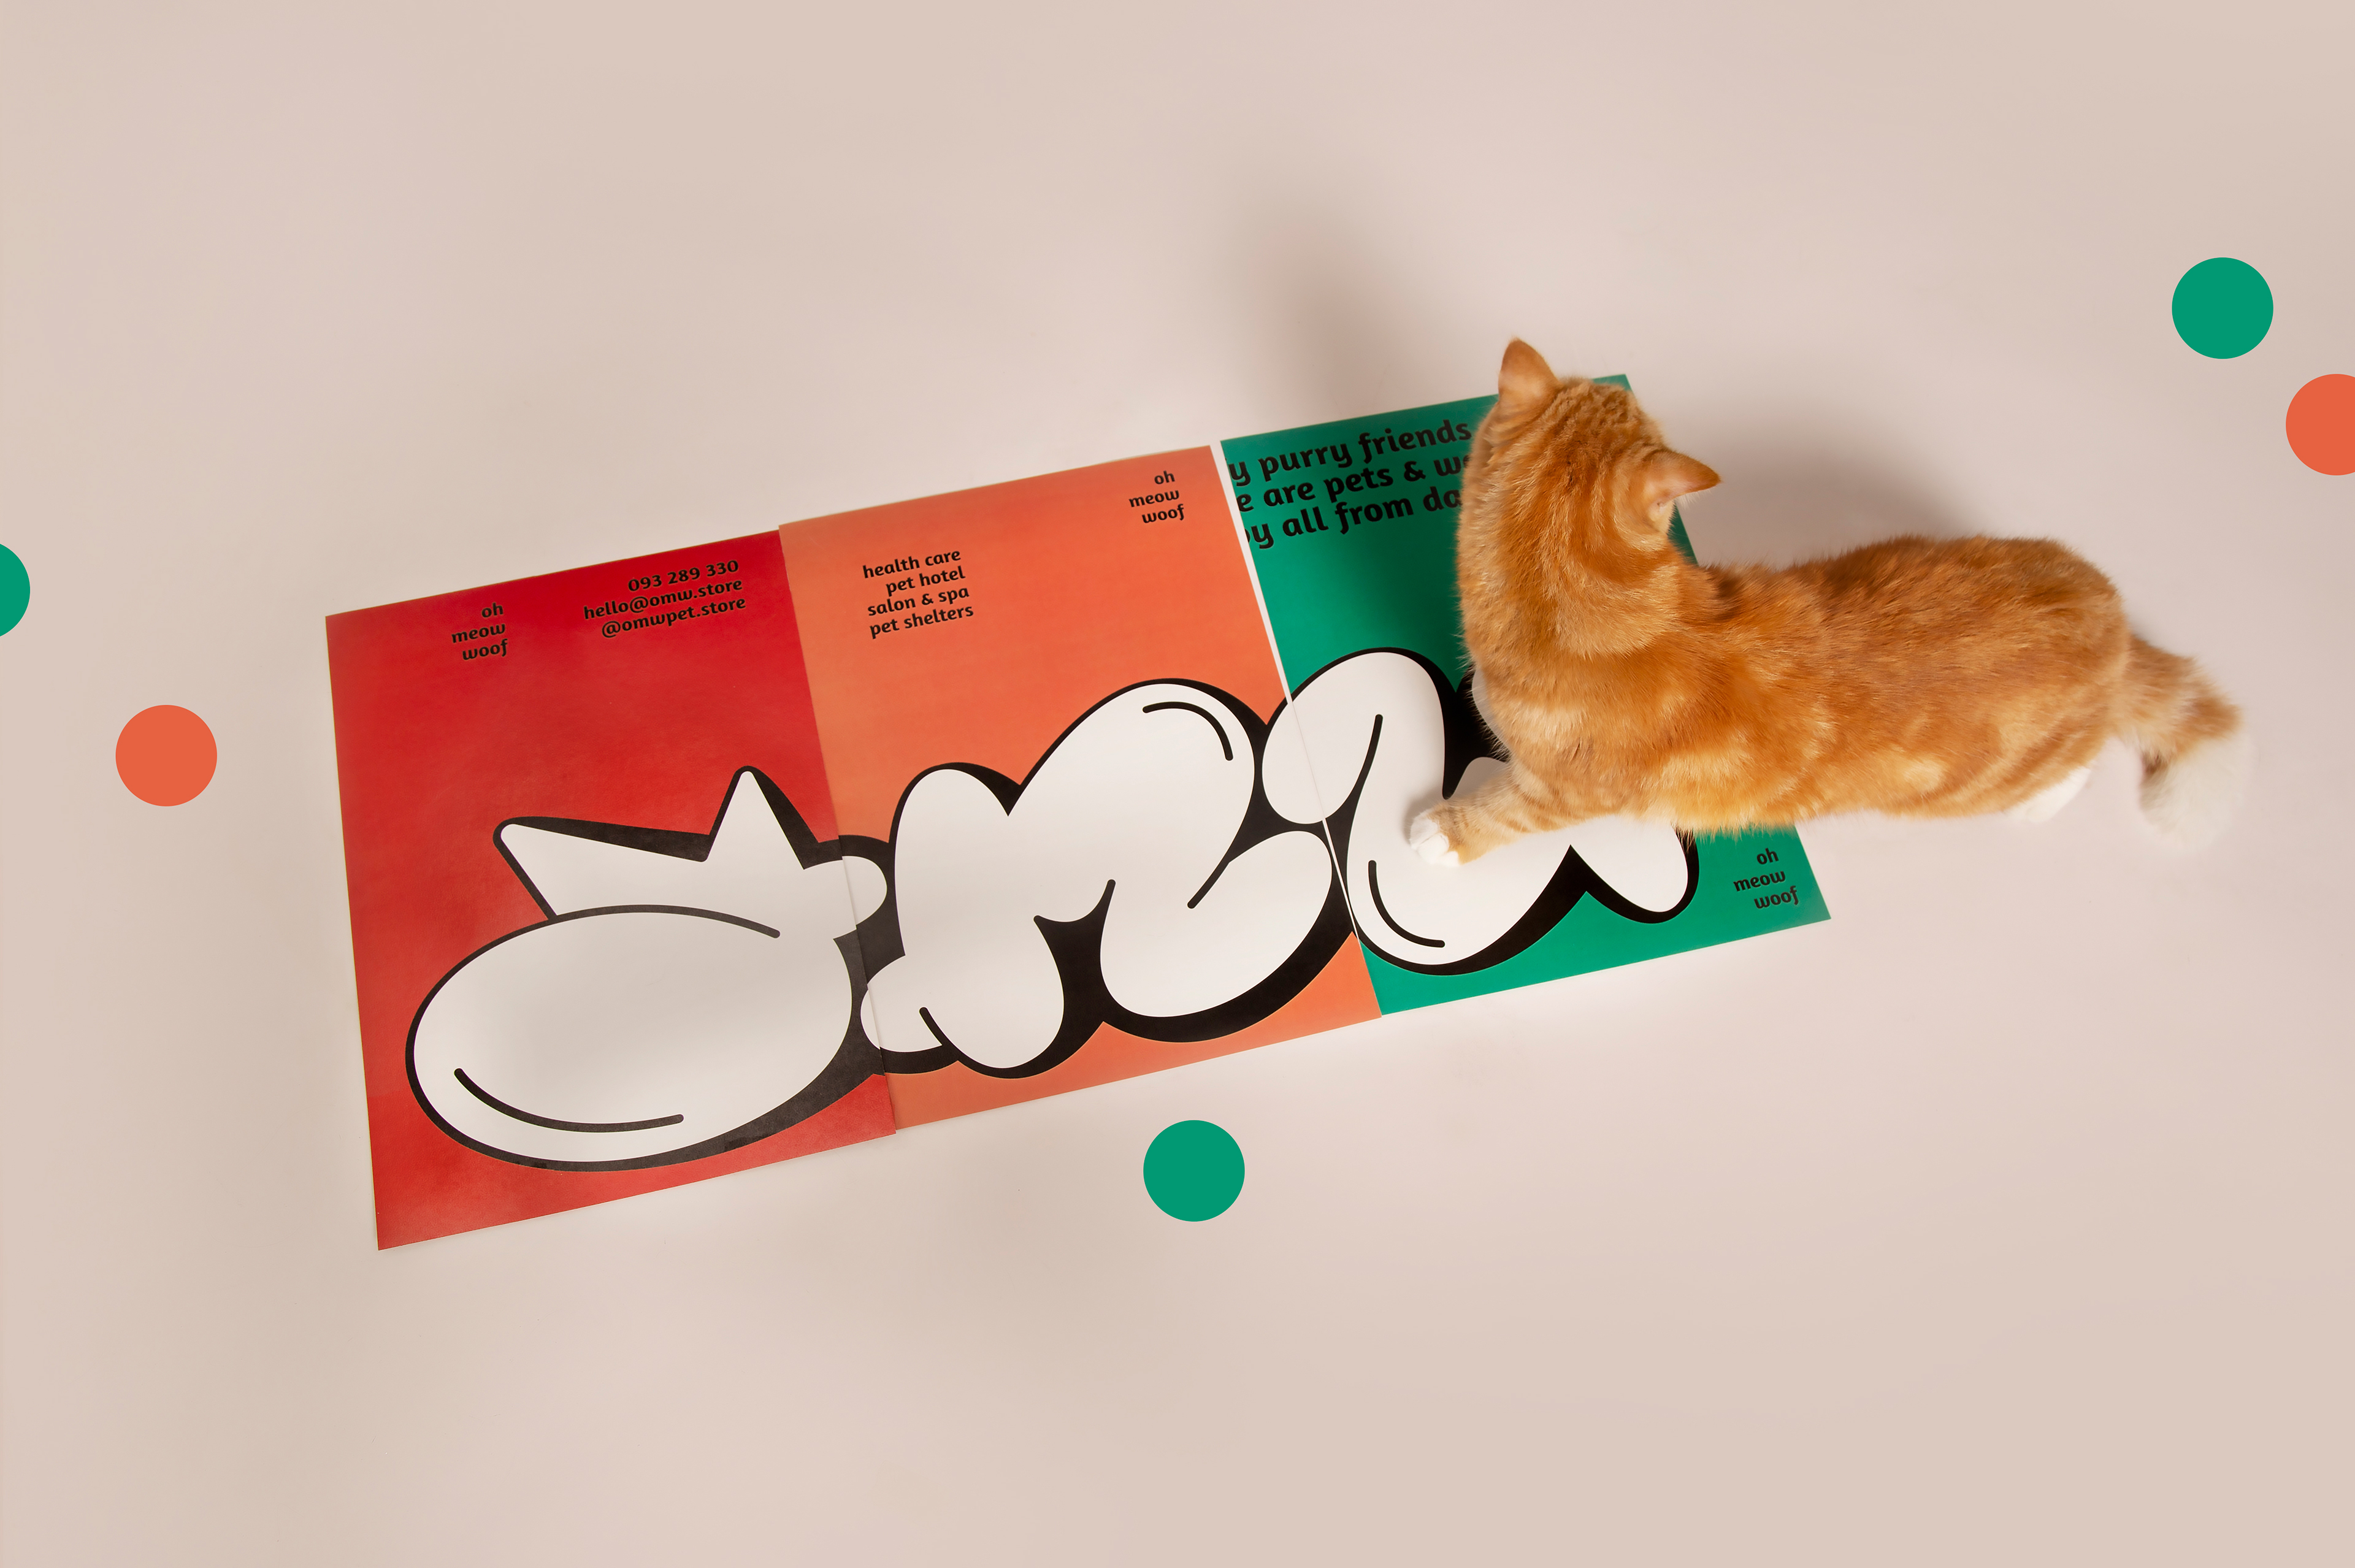 oh
meow
woof
093 289 330
hello@omw.store
@omwpet.store
health care
pet hotel
salon & spa
pet shelters
oh
meow
woof
purry friends
are pets &
all from
oh
meow
woof